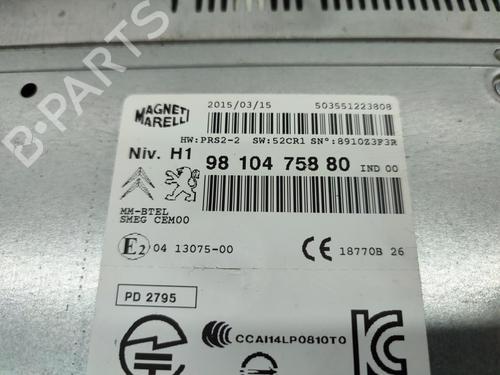 B-PARTS
MAGNETI MARELLI
2015/03/15 503551223808
HW:PRS2-2 SW:52CR1 SN°:8910Z3F3R
Niv. H1 98 104 758 80 IND 00
MM-BTEL
SMEG CEM00
E2 04 13075-00 CE 18770B 26
PD 2795
CCAI14LP0810T0